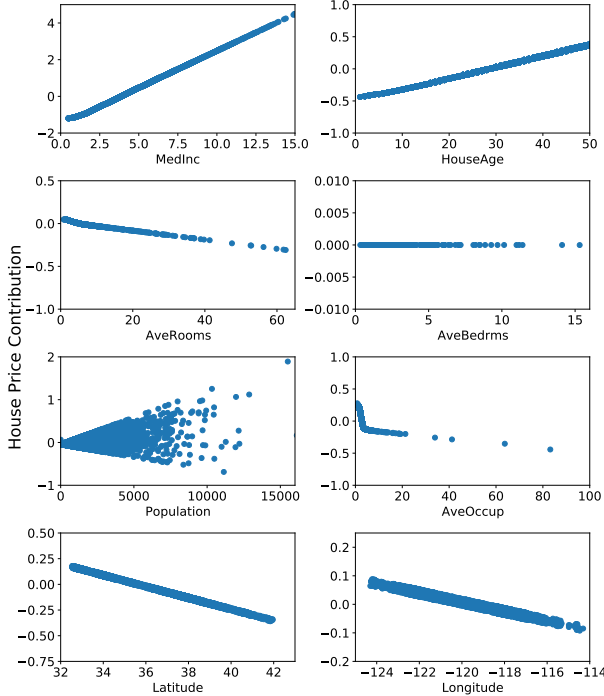 House Price Contribution
4
2
0
−2
0.0 2.5 5.0 7.5 10.0 12.5 15.0
MedInc
1.0
0.5
0.0
−0.5
−1.0
0 10 20 30 40 50
HouseAge
0.5
0.0
−0.5
−1.0
0 20 40 60
AveRooms
0.010
0.005
0.000
−0.005
−0.010
0 5 10 15
AveBedrms
2
1
0
−1
0 5000 10000 15000
Population
1.0
0.5
0.0
−0.5
−1.0
0 20 40 60 80 100
AveOccup
0.50
0.25
0.00
−0.25
−0.50
−0.75
32 34 36 38 40 42
Latitude
0.2
0.1
0.0
−0.1
−0.2
−124 −122 −120 −118 −116 −114
Longitude